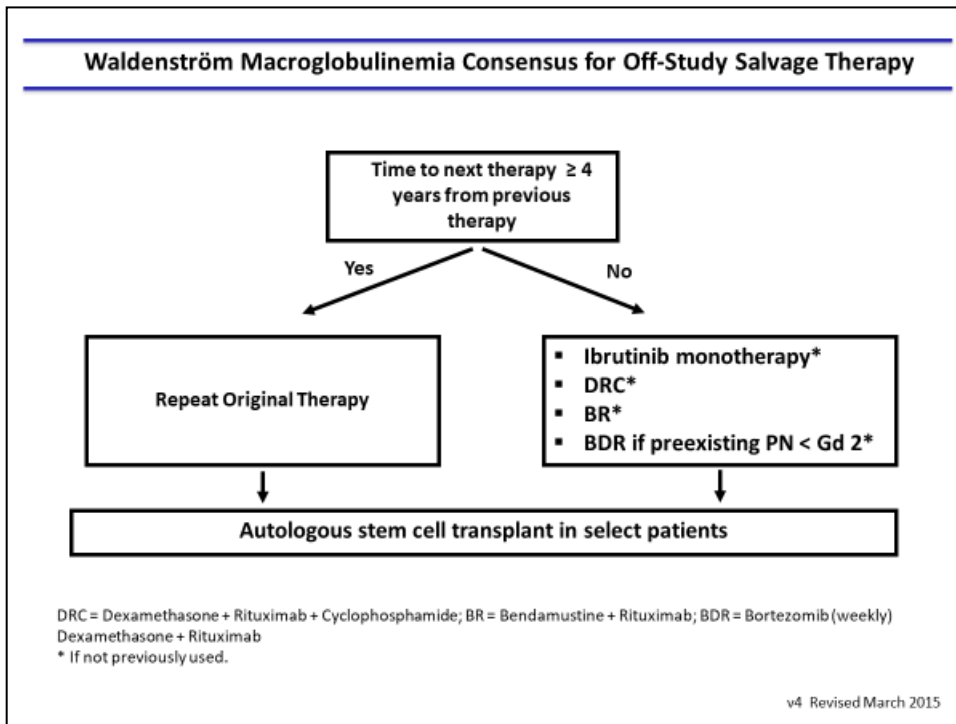 Waldenström Macroglobulinemia Consensus for Off-Study Salvage Therapy
Time to next therapy ≥ 4
years from previous
therapy
Yes
No
Repeat Original Therapy
▪ Ibrutinib monotherapy*
▪ DRC*
▪ BR*
▪ BDR if preexisting PN < Gd 2*
Autologous stem cell transplant in select patients
DRC = Dexamethasone + Rituximab + Cyclophosphamide; BR = Bendamustine + Rituximab; BDR = Bortezomib (weekly)
Dexamethasone + Rituximab
* If not previously used.
v4 Revised March 2015